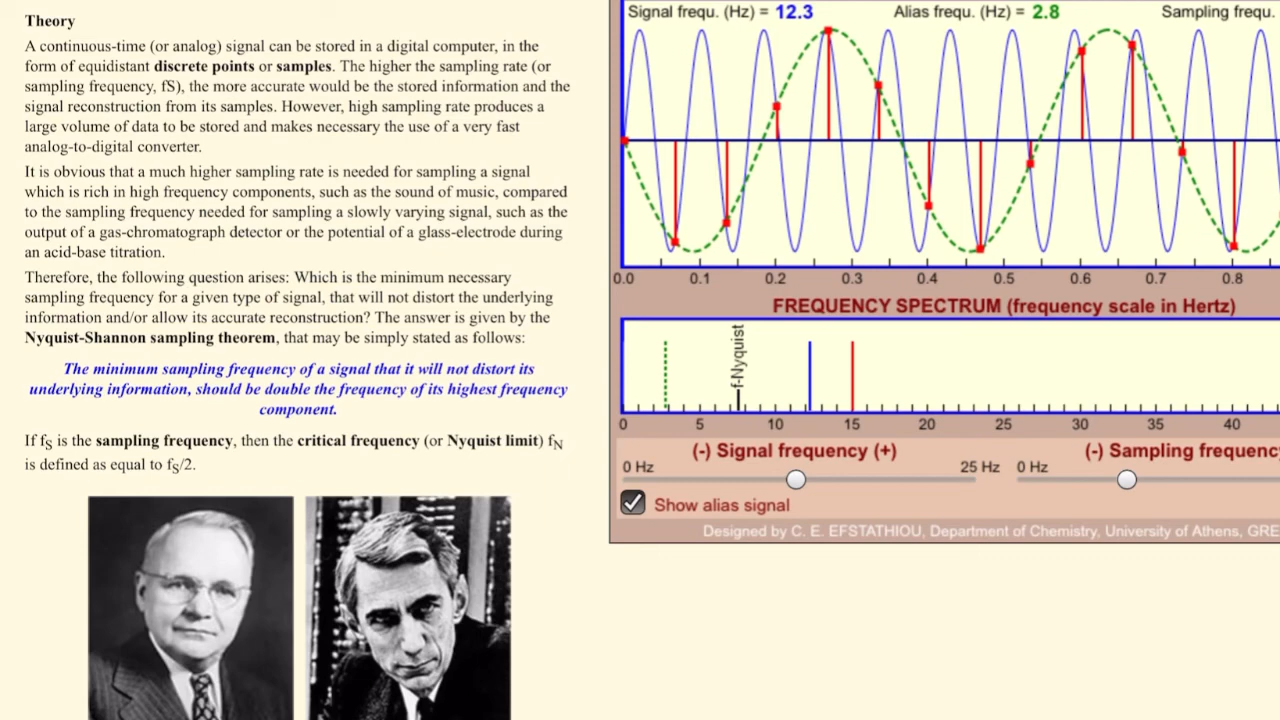 Theory
A continuous-time (or analog) signal can be stored in a digital computer, in the
form of equidistant discrete points or samples. The higher the sampling rate (or
sampling frequency, fS), the more accurate would be the stored information and the
signal reconstruction from its samples. However, high sampling rate produces a
large volume of data to be stored and makes necessary the use of a very fast
analog-to-digital converter.
It is obvious that a much higher sampling rate is needed for sampling a signal
which is rich in high frequency components, such as the sound of music, compared
to the sampling frequency needed for sampling a slowly varying signal, such as the
output of a gas-chromatograph detector or the potential of a glass-electrode during
an acid-base titration.
Therefore, the following question arises: Which is the minimum necessary
sampling frequency for a given type of signal, that will not distort the underlying
information and/or allow its accurate reconstruction? The answer is given by the
Nyquist-Shannon sampling theorem, that may be simply stated as follows:
The minimum sampling frequency of a signal that it will not distort its
underlying information, should be double the frequency of its highest frequency
component.
If fS is the sampling frequency, then the critical frequency (or Nyquist limit) fN
is defined as equal to fS/2.
Signal frequ. (Hz) = 12.3 Alias frequ. (Hz) = 2.8 Sampling frequ.
0.0 0.1 0.2 0.3 0.4 0.5 0.6 0.7 0.8
FREQUENCY SPECTRUM (frequency scale in Hertz)
f-Nyquist
0 5 10 15 20 25 30 35 40
(-) Signal frequency (+) (-) Sampling frequenc
0 Hz 25 Hz 0 Hz
Show alias signal
Designed by C. E. EFSTATHIOU, Department of Chemistry, University of Athens, GRE